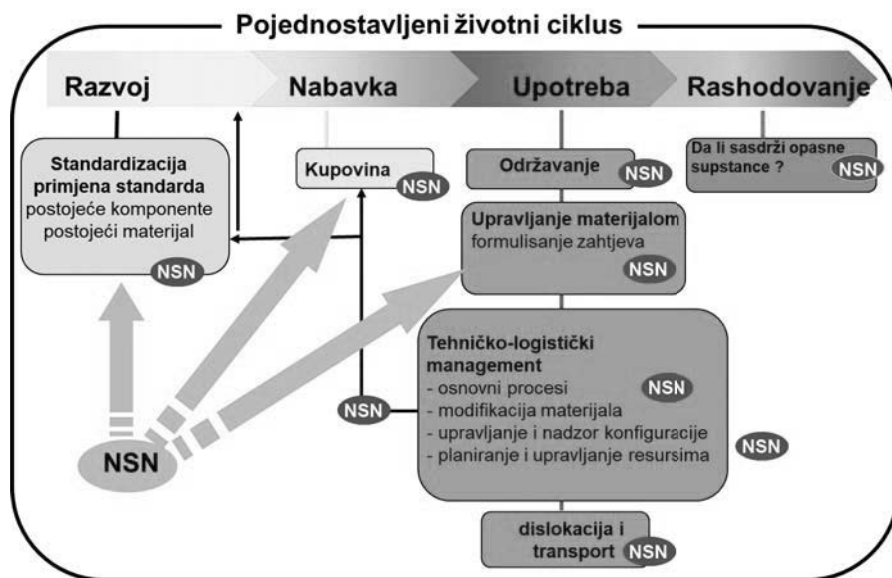 Pojednostavljeni životni ciklus
Razvoj
Nabavka
Upotreba
Rashodovanje
Standardizacija
primjena standarda
postojeće komponente
postojeći materijal
NSN
Kupovina
NSN
Održavanje
NSN
Da li sasdrži opasne
supstance ?
NSN
Upravljanje materijalom
formulisanje zahtjeva
NSN
Tehničko-logistički
management
- osnovni procesi
- modifikacija materijala
- upravljanje i nadzor konfiguracije
- planiranje i upravljanje resursima
NSN
NSN
NSN
NSN
dislokacija i
transport
NSN